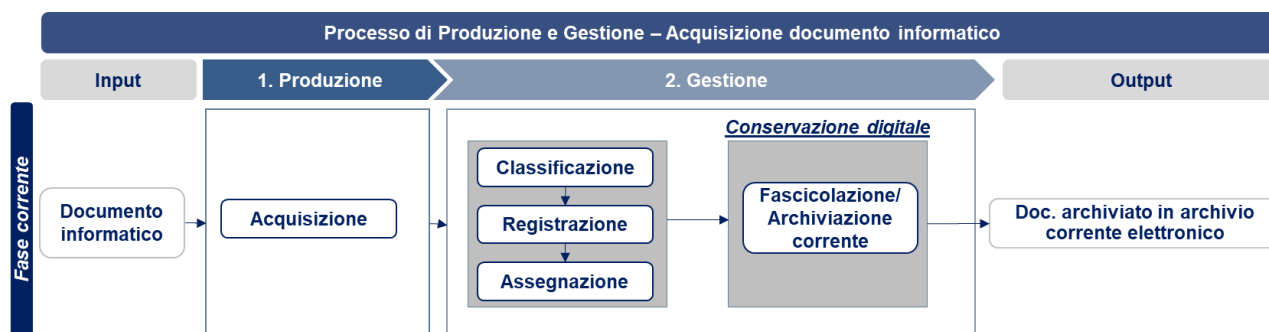 Processo di Produzione e Gestione – Acquisizione documento informatico
Input
1. Produzione
2. Gestione
Output
Fase corrente
Documento
informatico
Acquisizione
Classificazione
Registrazione
Assegnazione
Conservazione digitale
Fascicolazione/
Archiviazione
corrente
Doc. archiviato in archivio
corrente elettronico